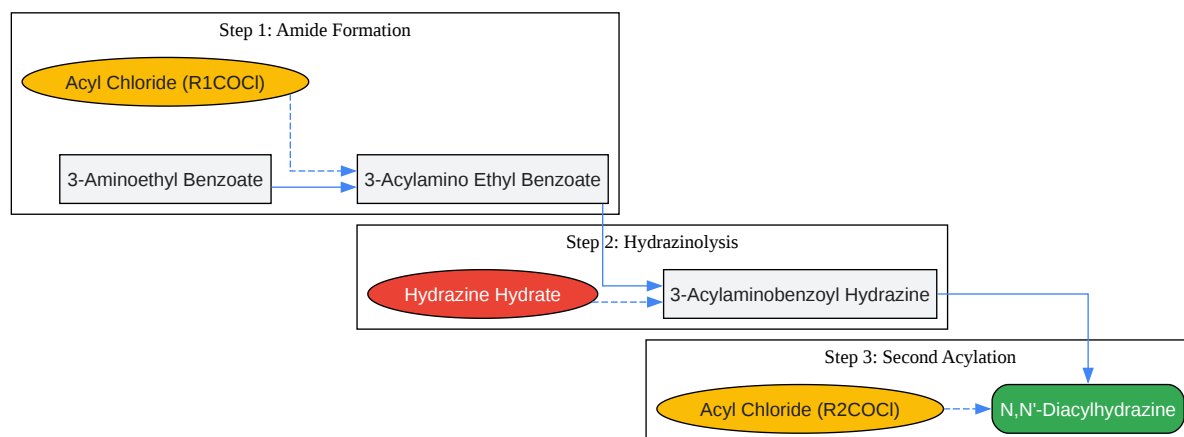 Step 1: Amide Formation
Acyl Chloride (R1COCl)
3-Aminoethyl Benzoate
3-Acylamino Ethyl Benzoate
Step 2: Hydrazinolysis
Hydrazine Hydrate
3-Acylaminobenzoyl Hydrazine
Step 3: Second Acylation
Acyl Chloride (R2COCl)
N,N'-Diacylhydrazine